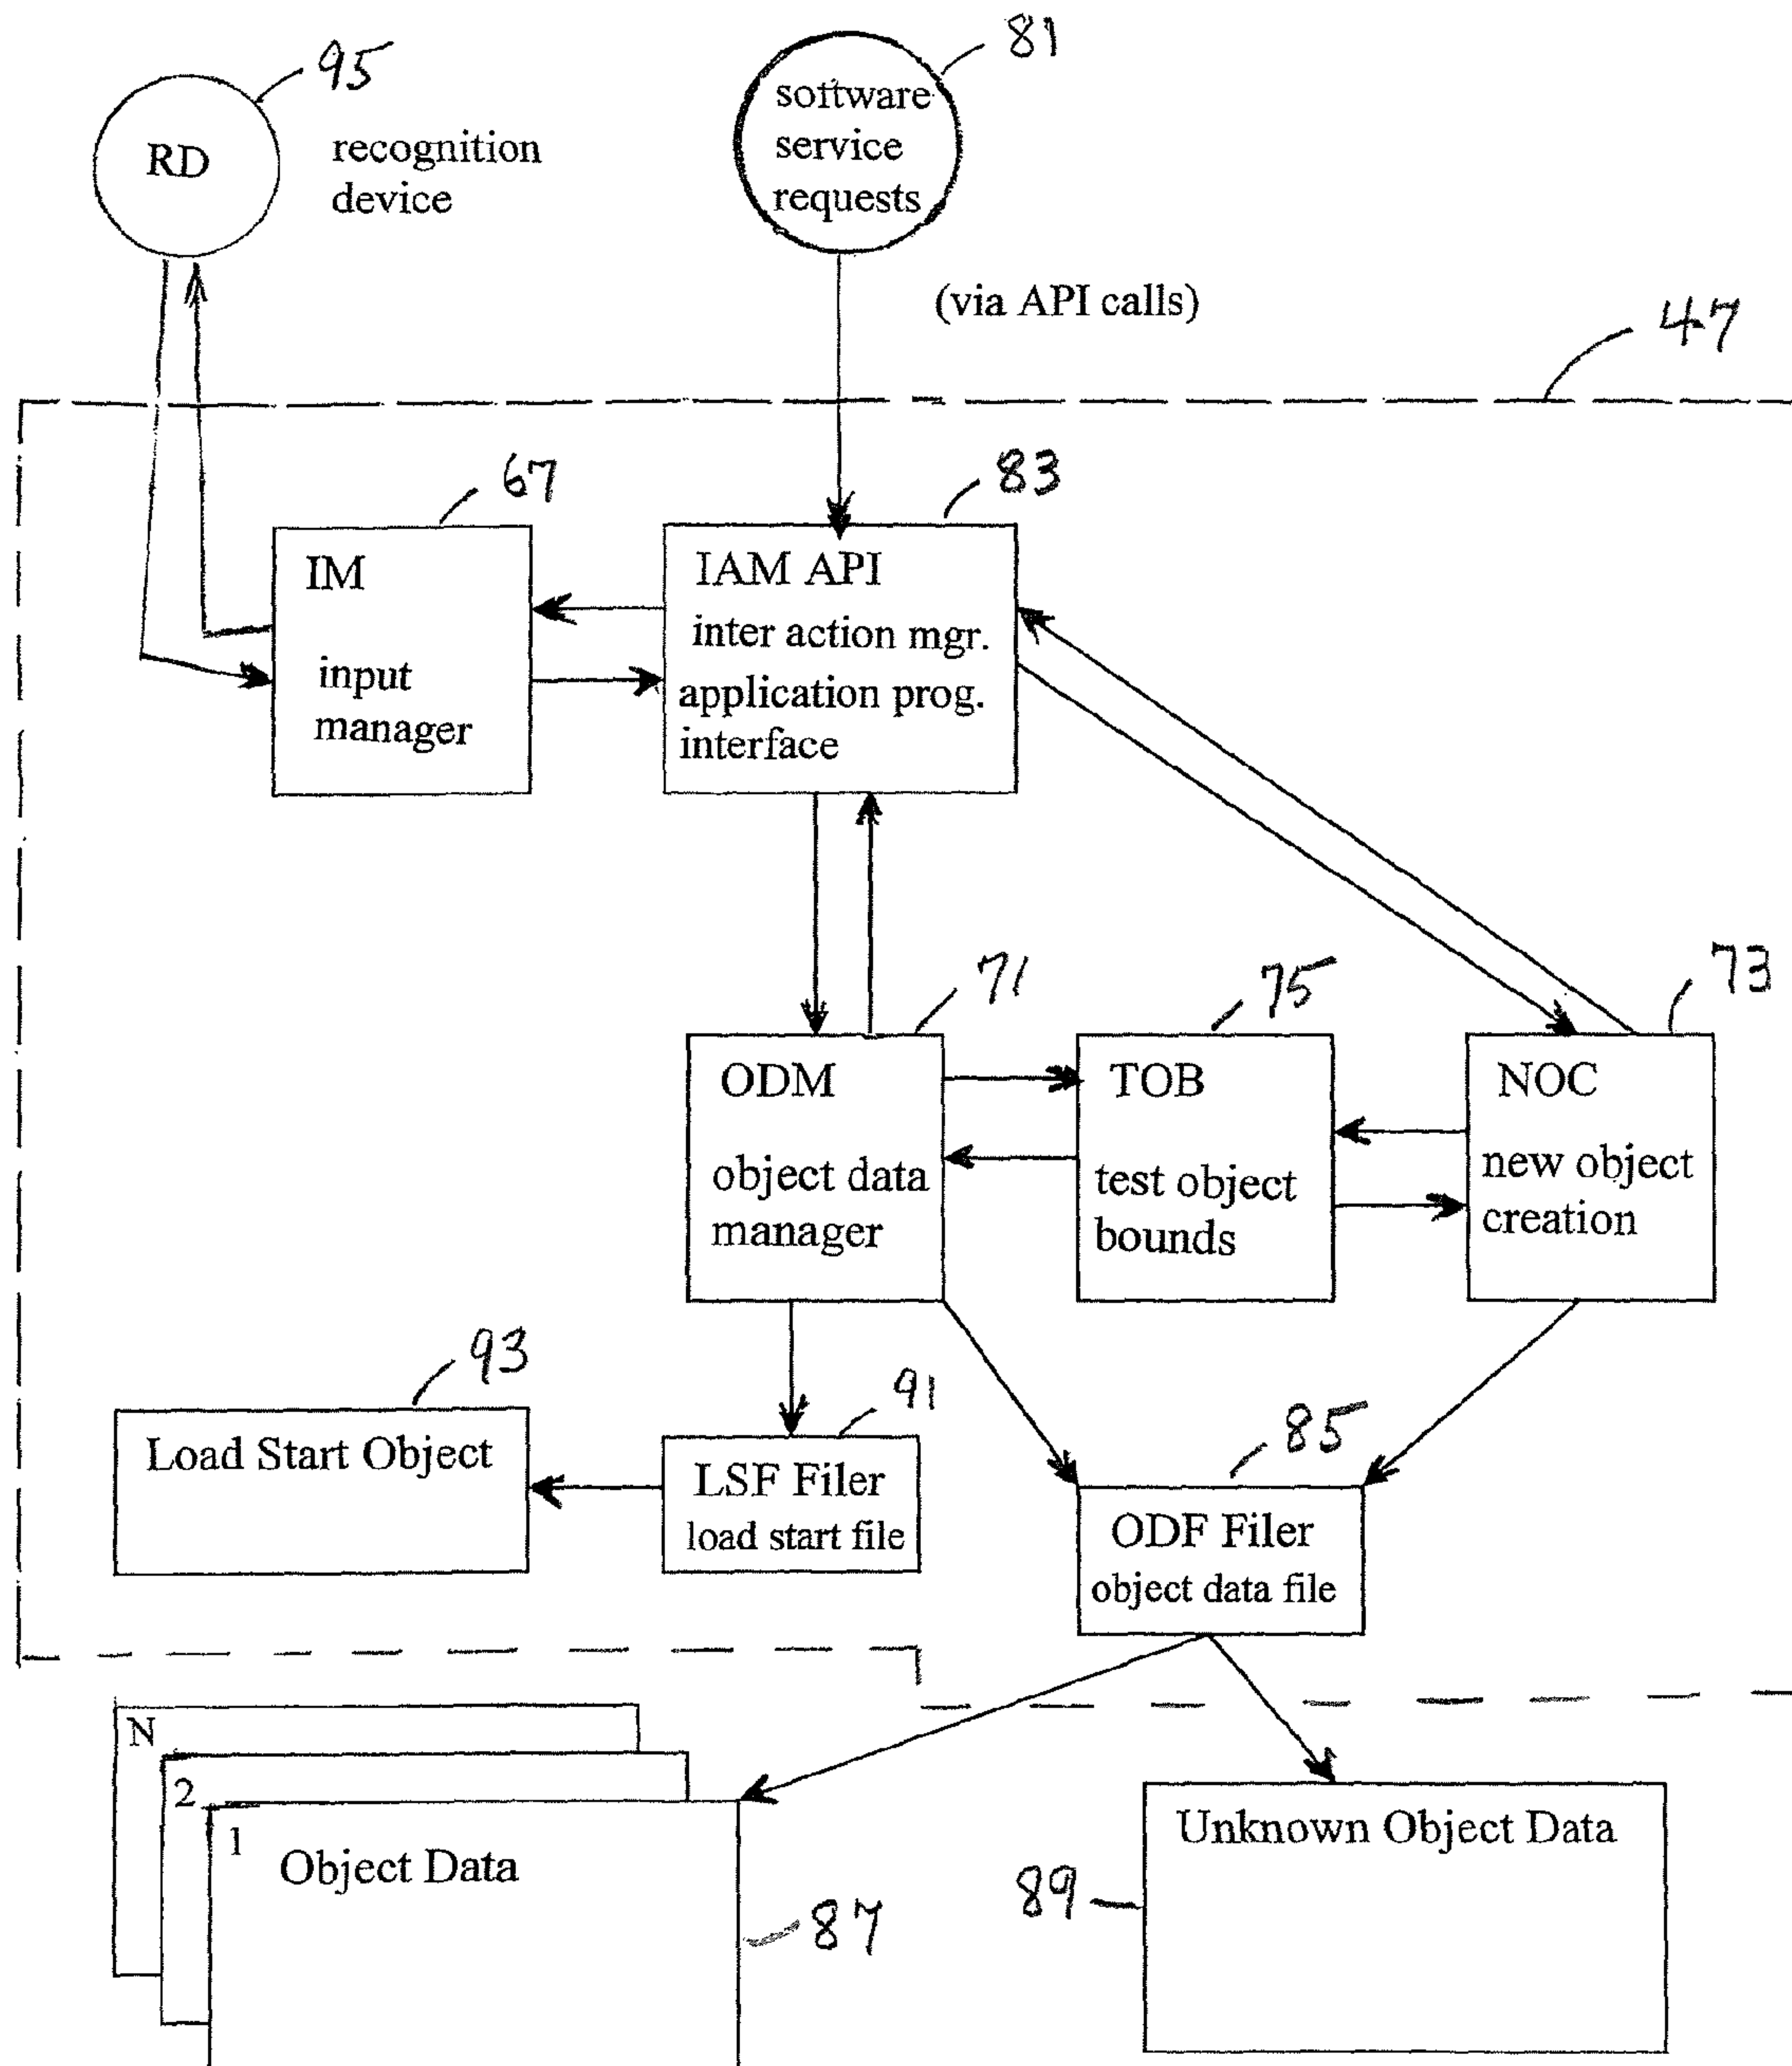 95
81
RD
recognition
device
software
service
requests
(via API calls)
47
67
83
IM
input
manager
IAM API
inter action mgr.
application prog.
interface
71
75
73
ODM
object data
manager
TOB
test object
bounds
NOC
new object
creation
93
91
85
Load Start Object
LSF Filer
load start file
ODF Filer
object data file
N
2
1
Object Data
87
Unknown Object Data
89